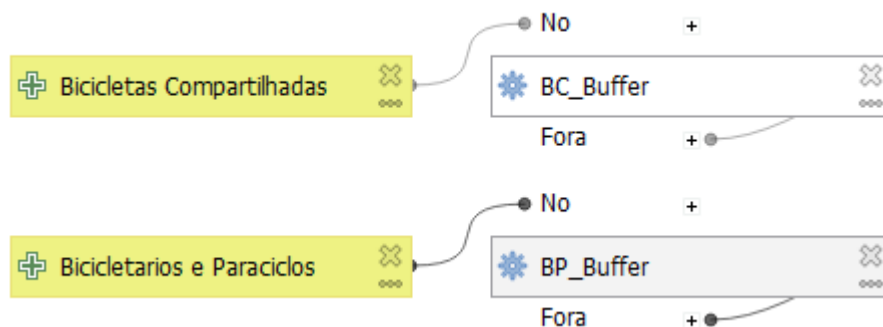 No
Bicicletas Compartilhadas
BC_Buffer
Fora
No
Bicicletarios e Paraciclos
BP_Buffer
Fora